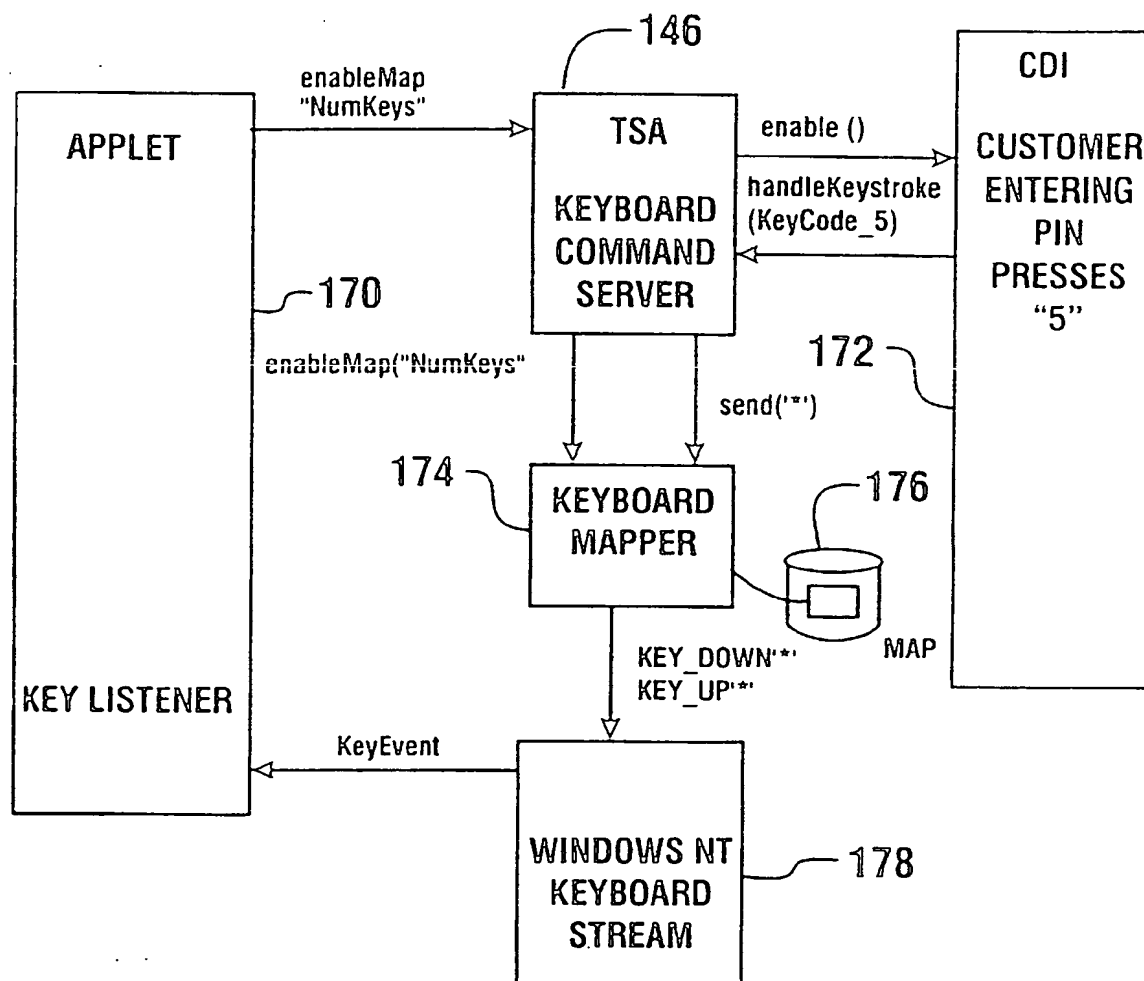 146
enableMap
"NumKeys"
APPLET
TSA
KEYBOARD
COMMAND
SERVER
enable ()
handleKeystroke
(KeyCode_5)
CDI
CUSTOMER
ENTERING
PIN
PRESSES
"5"
170
172
enableMap("NumKeys"
send('*')
174
KEYBOARD
MAPPER
176
MAP
KEY_DOWN'*'
KEY_UP'*'
KEY LISTENER
KeyEvent
WINDOWS NT
KEYBOARD
STREAM
178